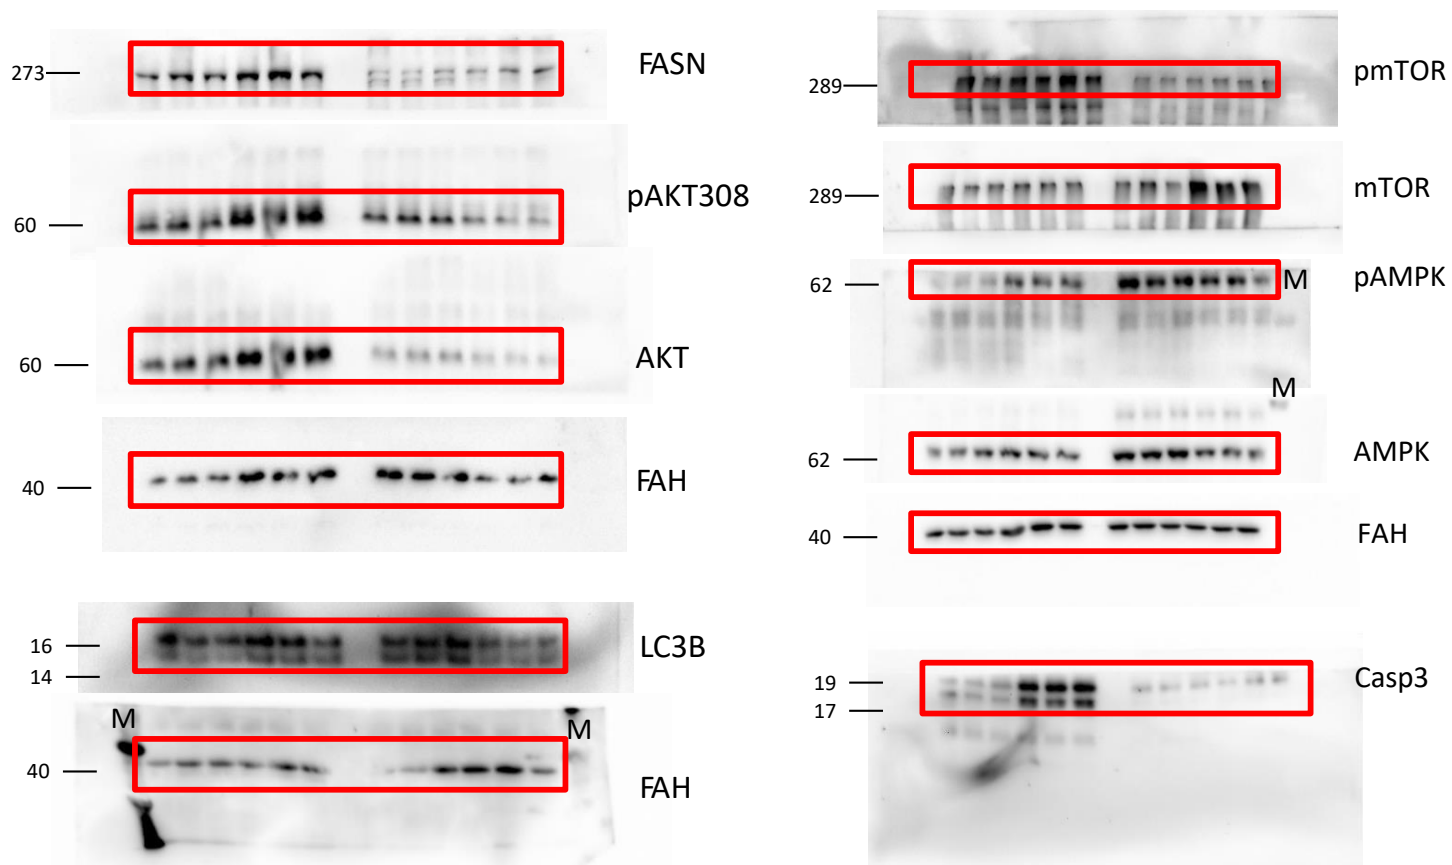 273 FASN
60 pAKT308
60 AKT
40 FAH
16 LC3B
14
M M
40 FAH
289 pmTOR
289 mTOR
62 M pAMPK
M
62 AMPK
40 FAH
19 Casp3
17